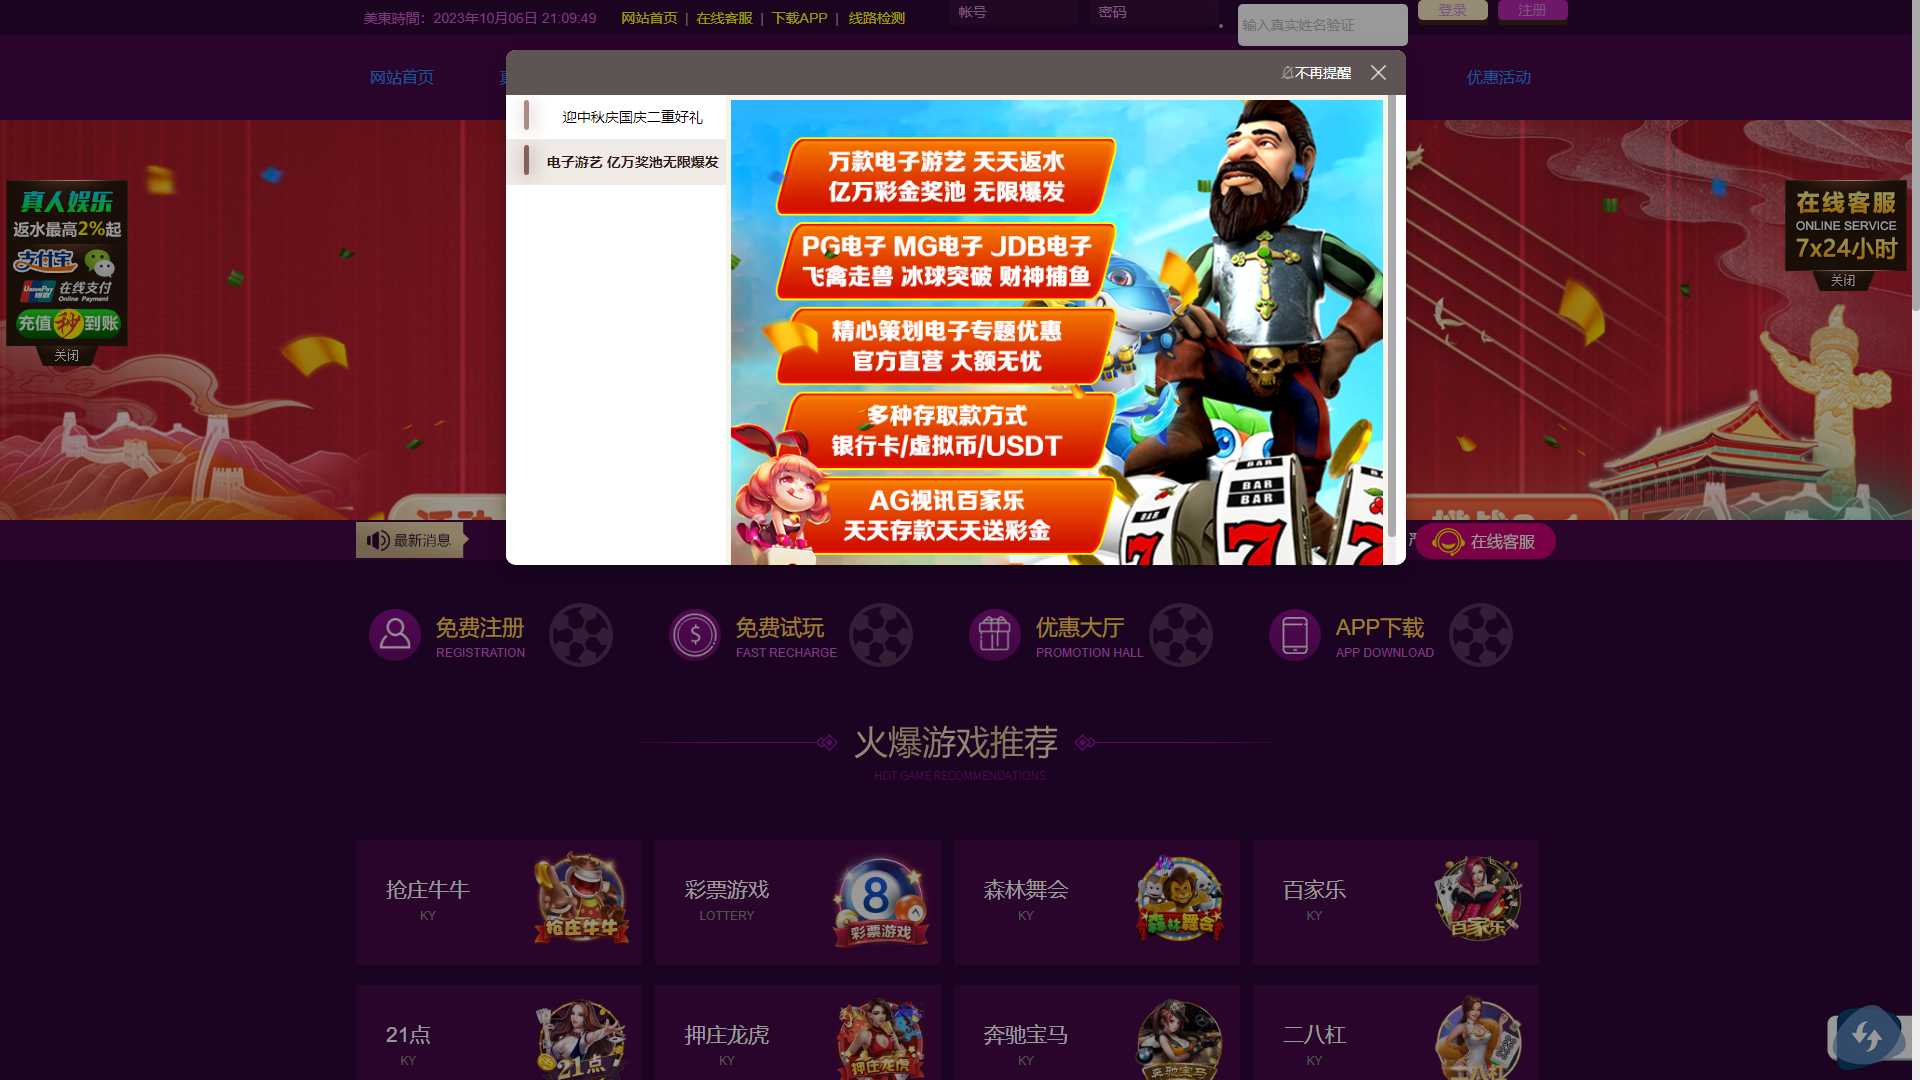 美東時間：2023年10月06日 21:09:49
网站首页 | 在线客服 | 下载APP | 线路检测
帐号
密码
输入真实姓名验证
登录
注册
网站首页
优惠活动
不再提醒
迎中秋庆国庆二重好礼
电子游艺 亿万奖池无限爆发
万款电子游艺 天天返水
亿万彩金奖池 无限爆发
PG电子 MG电子 JDB电子
飞禽走兽 冰球突破 财神捕鱼
精心策划电子专题优惠
官方直营 大额无忧
多种存取款方式
银行卡/虚拟币/USDT
AG视讯百家乐
天天存款天天送彩金
BAR
BAR
BAR
BAR
7
7
7
真人娱乐
返水最高2%起
支付宝
UnionPay
银联
在线支付
Online Payment
充值秒到账
关闭
在线客服
ONLINE SERVICE
7x24小时
关闭
最新消息
在线客服
免费注册
REGISTRATION
免费试玩
FAST RECHARGE
优惠大厅
PROMOTION HALL
APP下载
APP DOWNLOAD
火爆游戏推荐
HOT GAME RECOMMENDATIONS
抢庄牛牛
KY
抢庄牛牛
彩票游戏
LOTTERY
8
彩票游戏
森林舞会
KY
森林舞会
百家乐
KY
百家乐
21点
KY
21点
押庄龙虎
KY
押庄龙虎
奔驰宝马
KY
奔驰宝马
二八杠
KY
二八杠